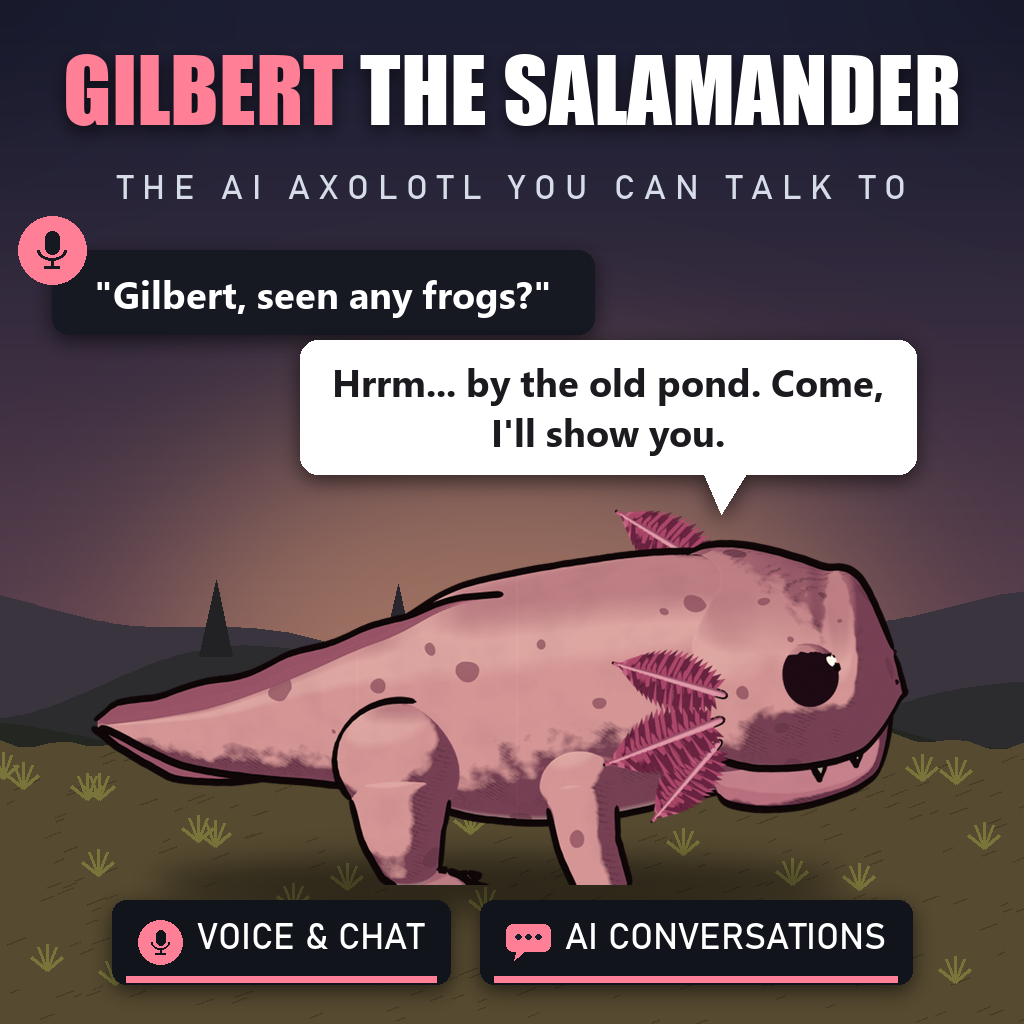 GILBERT THE SALAMANDER
THE AI AXOLOTL YOU CAN TALK TO
"Gilbert, seen any frogs?"
Hrrm... by the old pond. Come,
I'll show you.
VOICE & CHAT
AI CONVERSATIONS